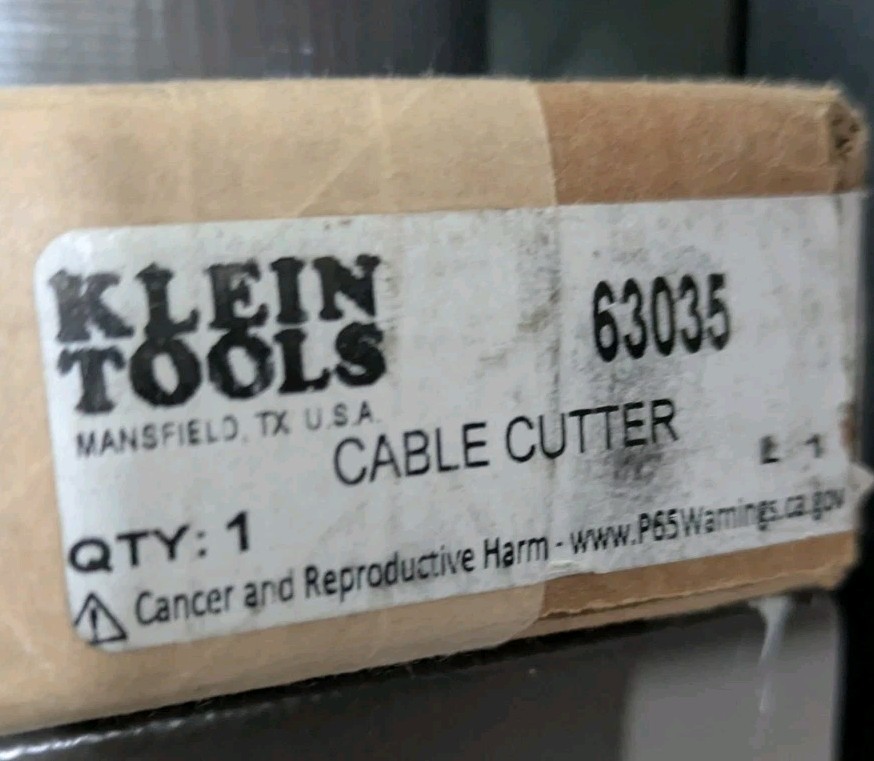 KLEIN
TOOLS
MANSFIELD, TX U.S.A.
63035
CABLE CUTTER
QTY: 1
⚠ Cancer and Reproductive Harm - www.P65Warnings.ca.gov